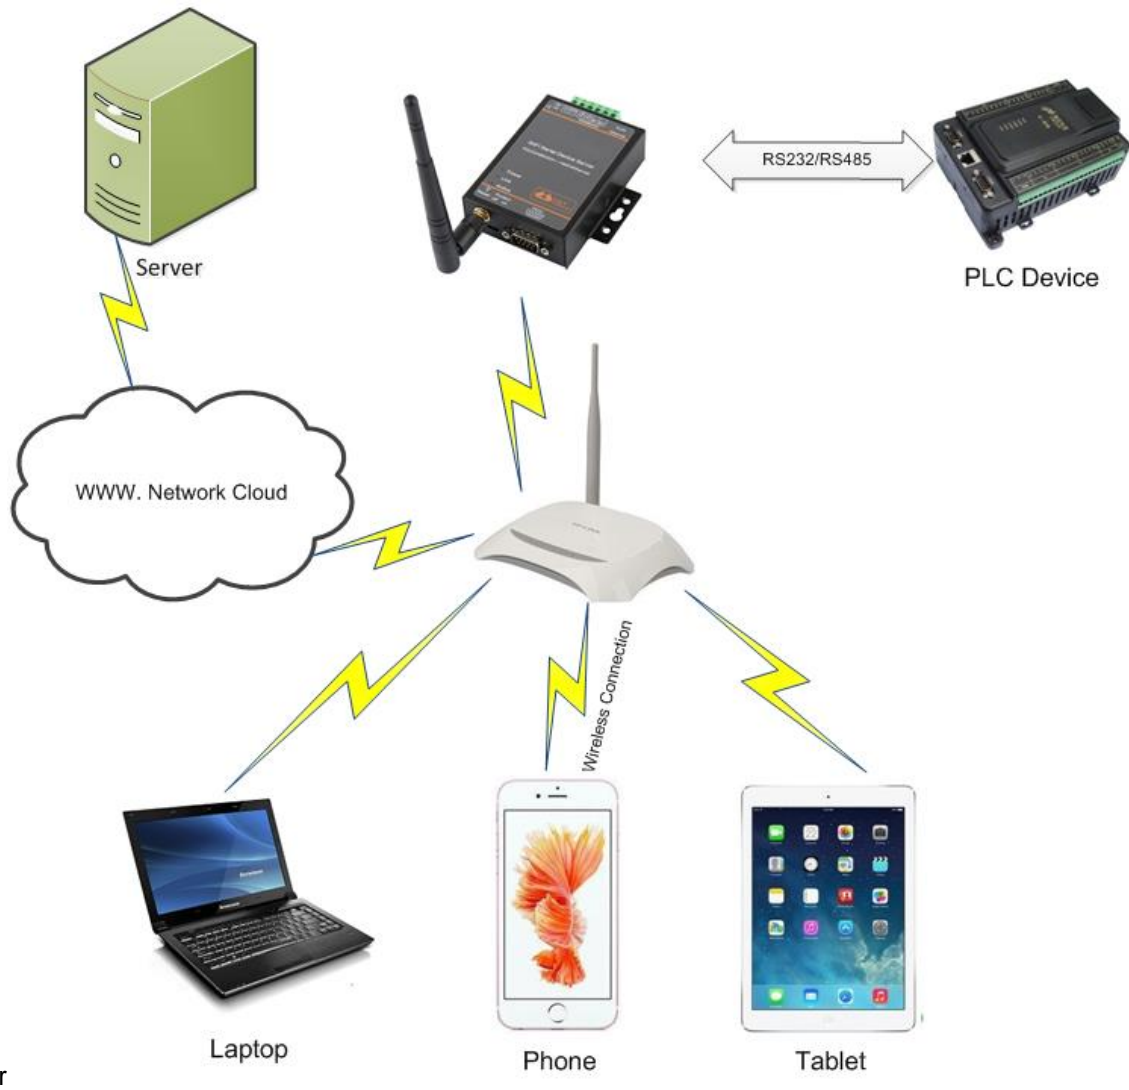 Server
RS232/RS485
PLC Device
WWW. Network Cloud
Wireless Connection
Laptop
Phone
Tablet
r